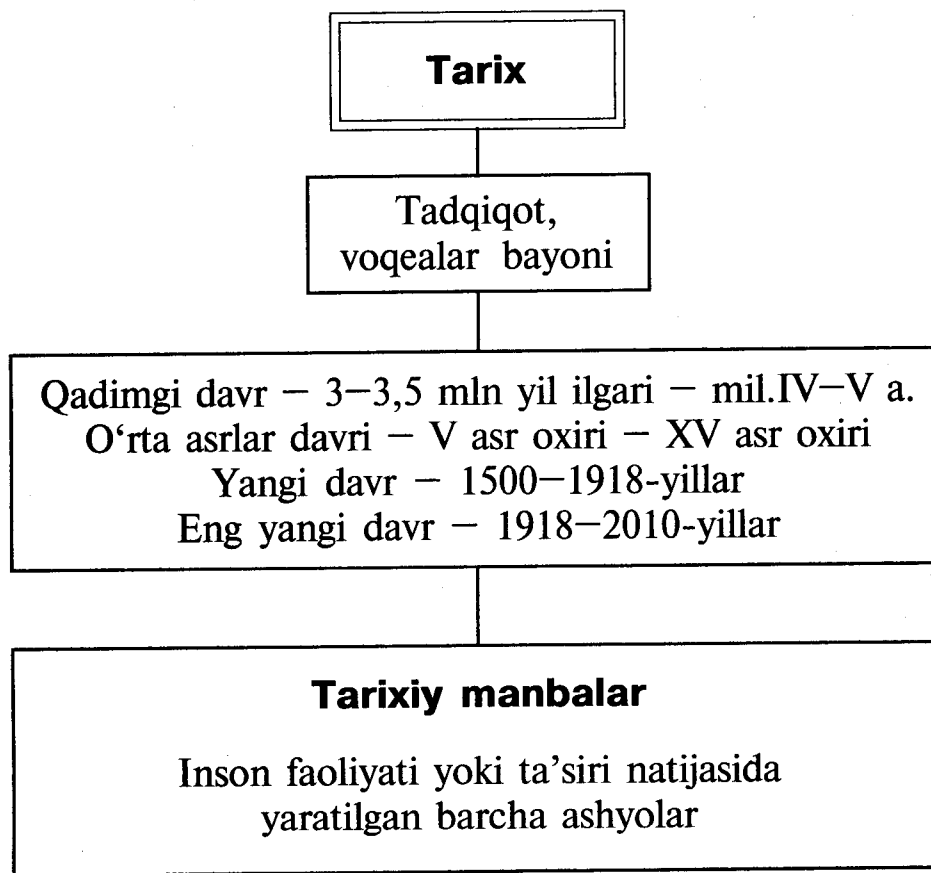 Tarix
Tadqiqot,
voqealar bayoni
Qadimgi davr – 3–3,5 mln yil ilgari – mil.IV–V a.
O‘rta asrlar davri – V asr oxiri – XV asr oxiri
Yangi davr – 1500–1918-yillar
Eng yangi davr – 1918–2010-yillar
Tarixiy manbalar
Inson faoliyati yoki ta’siri natijasida
yaratilgan barcha ashyolar